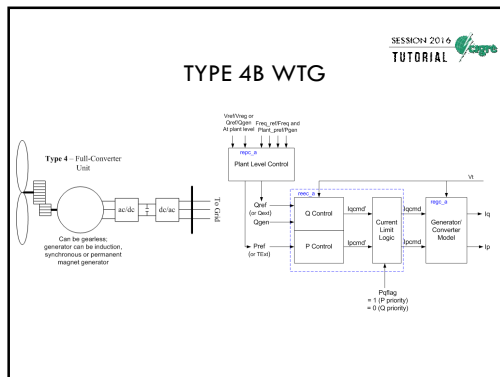 SESSION 2016
TUTORIAL
cigré
TYPE 4B WTG
Type 4 – Full-Converter
Unit
ac/dc
dc/ac
To Grid
Can be gearless;
generator can be induction,
synchronous or permanent
magnet generator
Vref/Vreg or
Qref/Qgen
At plant level
Freq_ref/Freq and
Plant_pref/Pgen
repc_a
Plant Level Control
Vt
reec_a
regc_a
Qref
(or Qext)
Qgen
Pref
(or TExt)
Q Control
P Control
Iqcmd'
Ipcmd'
Current
Limit
Logic
Iqcmd
Ipcmd
Generator/
Converter
Model
Iq
Ip
Pqflag
= 1 (P priority)
= 0 (Q priority)